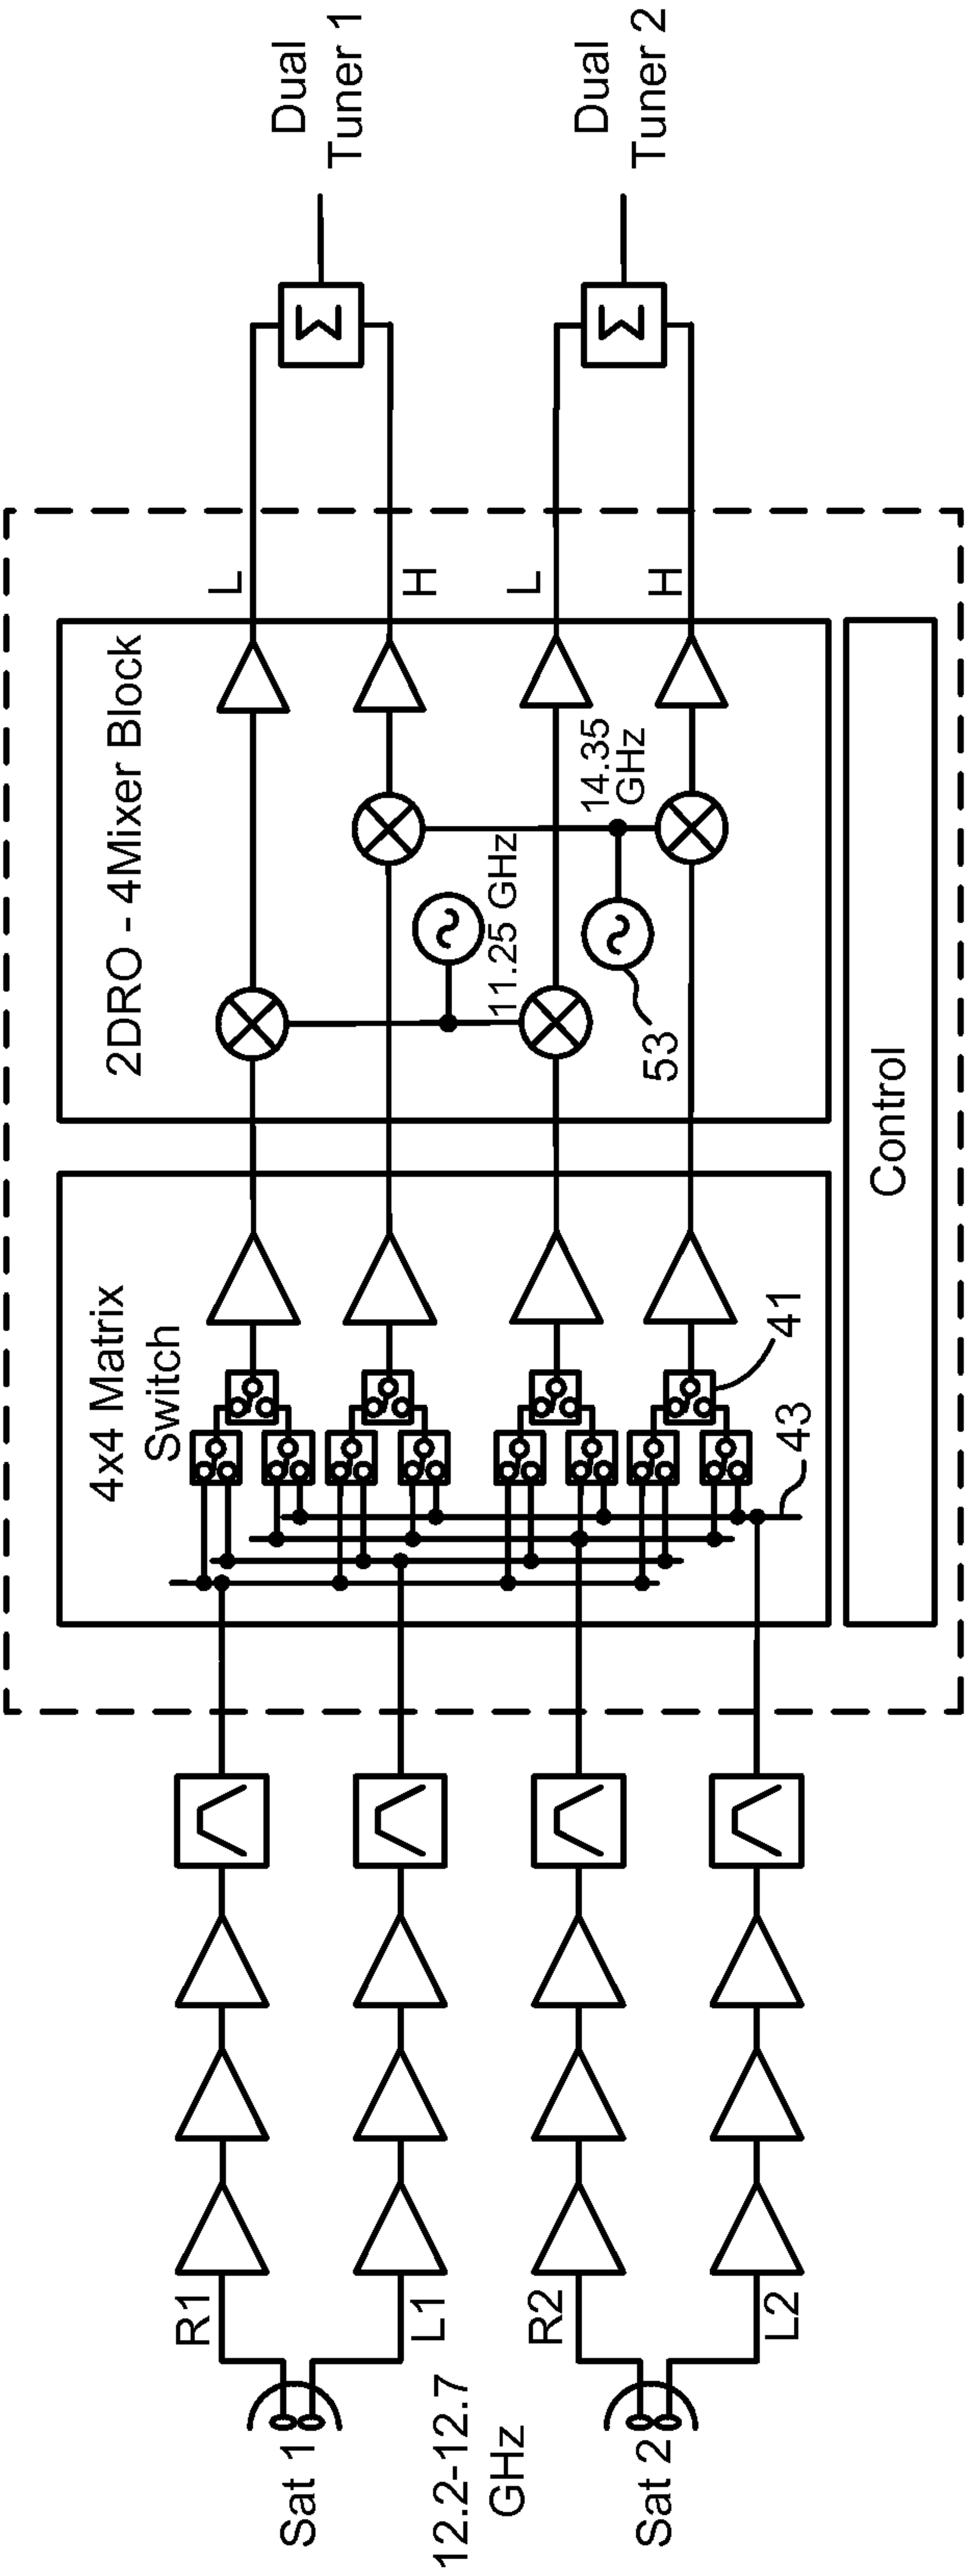 Sat 1
R1
L1
12.2-12.7
GHz
Sat 2
R2
L2
4x4 Matrix
Switch
41
43
2DRO - 4Mixer Block
11.25 GHz
14.35
GHz
53
L
H
L
H
Control
Dual
Tuner 1
Dual
Tuner 2